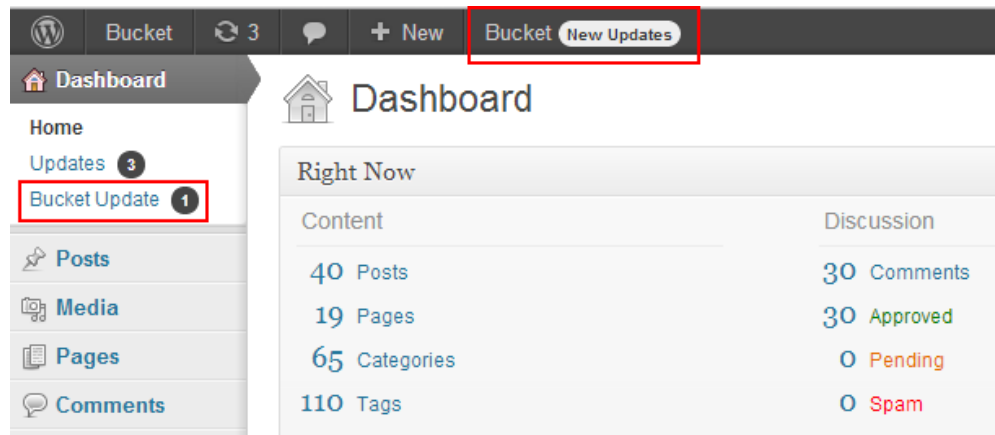 Bucket 3 + New Bucket New Updates
Dashboard
Home
Updates 3
Bucket Update 1
Posts
Media
Pages
Comments
Dashboard
Right Now
Content
40 Posts
19 Pages
65 Categories
110 Tags
Discussion
30 Comments
30 Approved
0 Pending
0 Spam